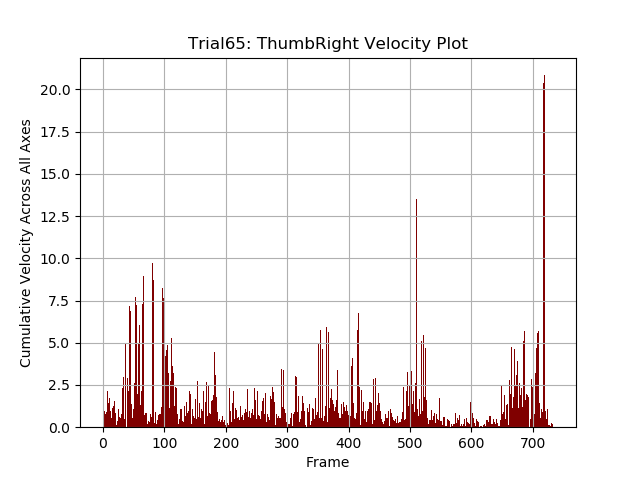 Trial65: ThumbRight Velocity Plot
20.0
17.5
15.0
12.5
10.0
7.5
5.0
2.5
0.0
Cumulative Velocity Across All Axes
0 100 200 300 400 500 600 700
Frame